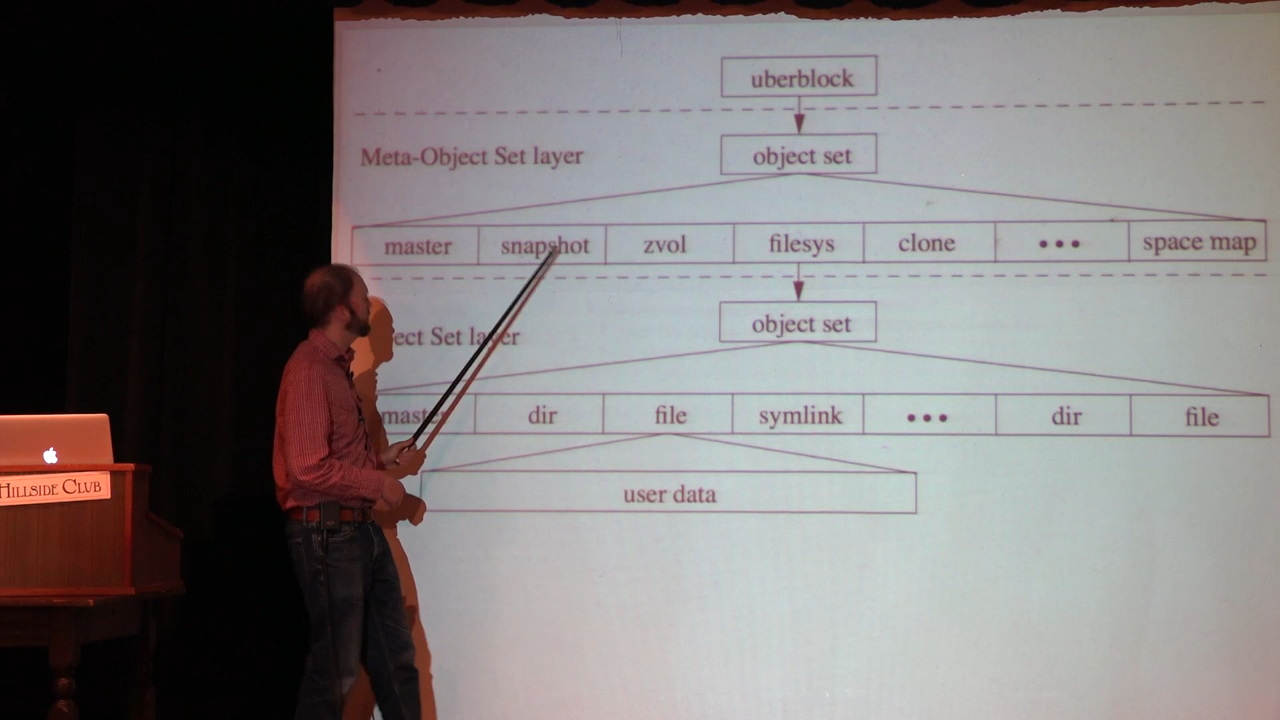 uberblock
Meta-Object Set layer
object set
master snapshot zvol filesys clone ••• space map
ect Set layer
object set
master dir file symlink ••• dir file
user data
HILLSIDE CLUB